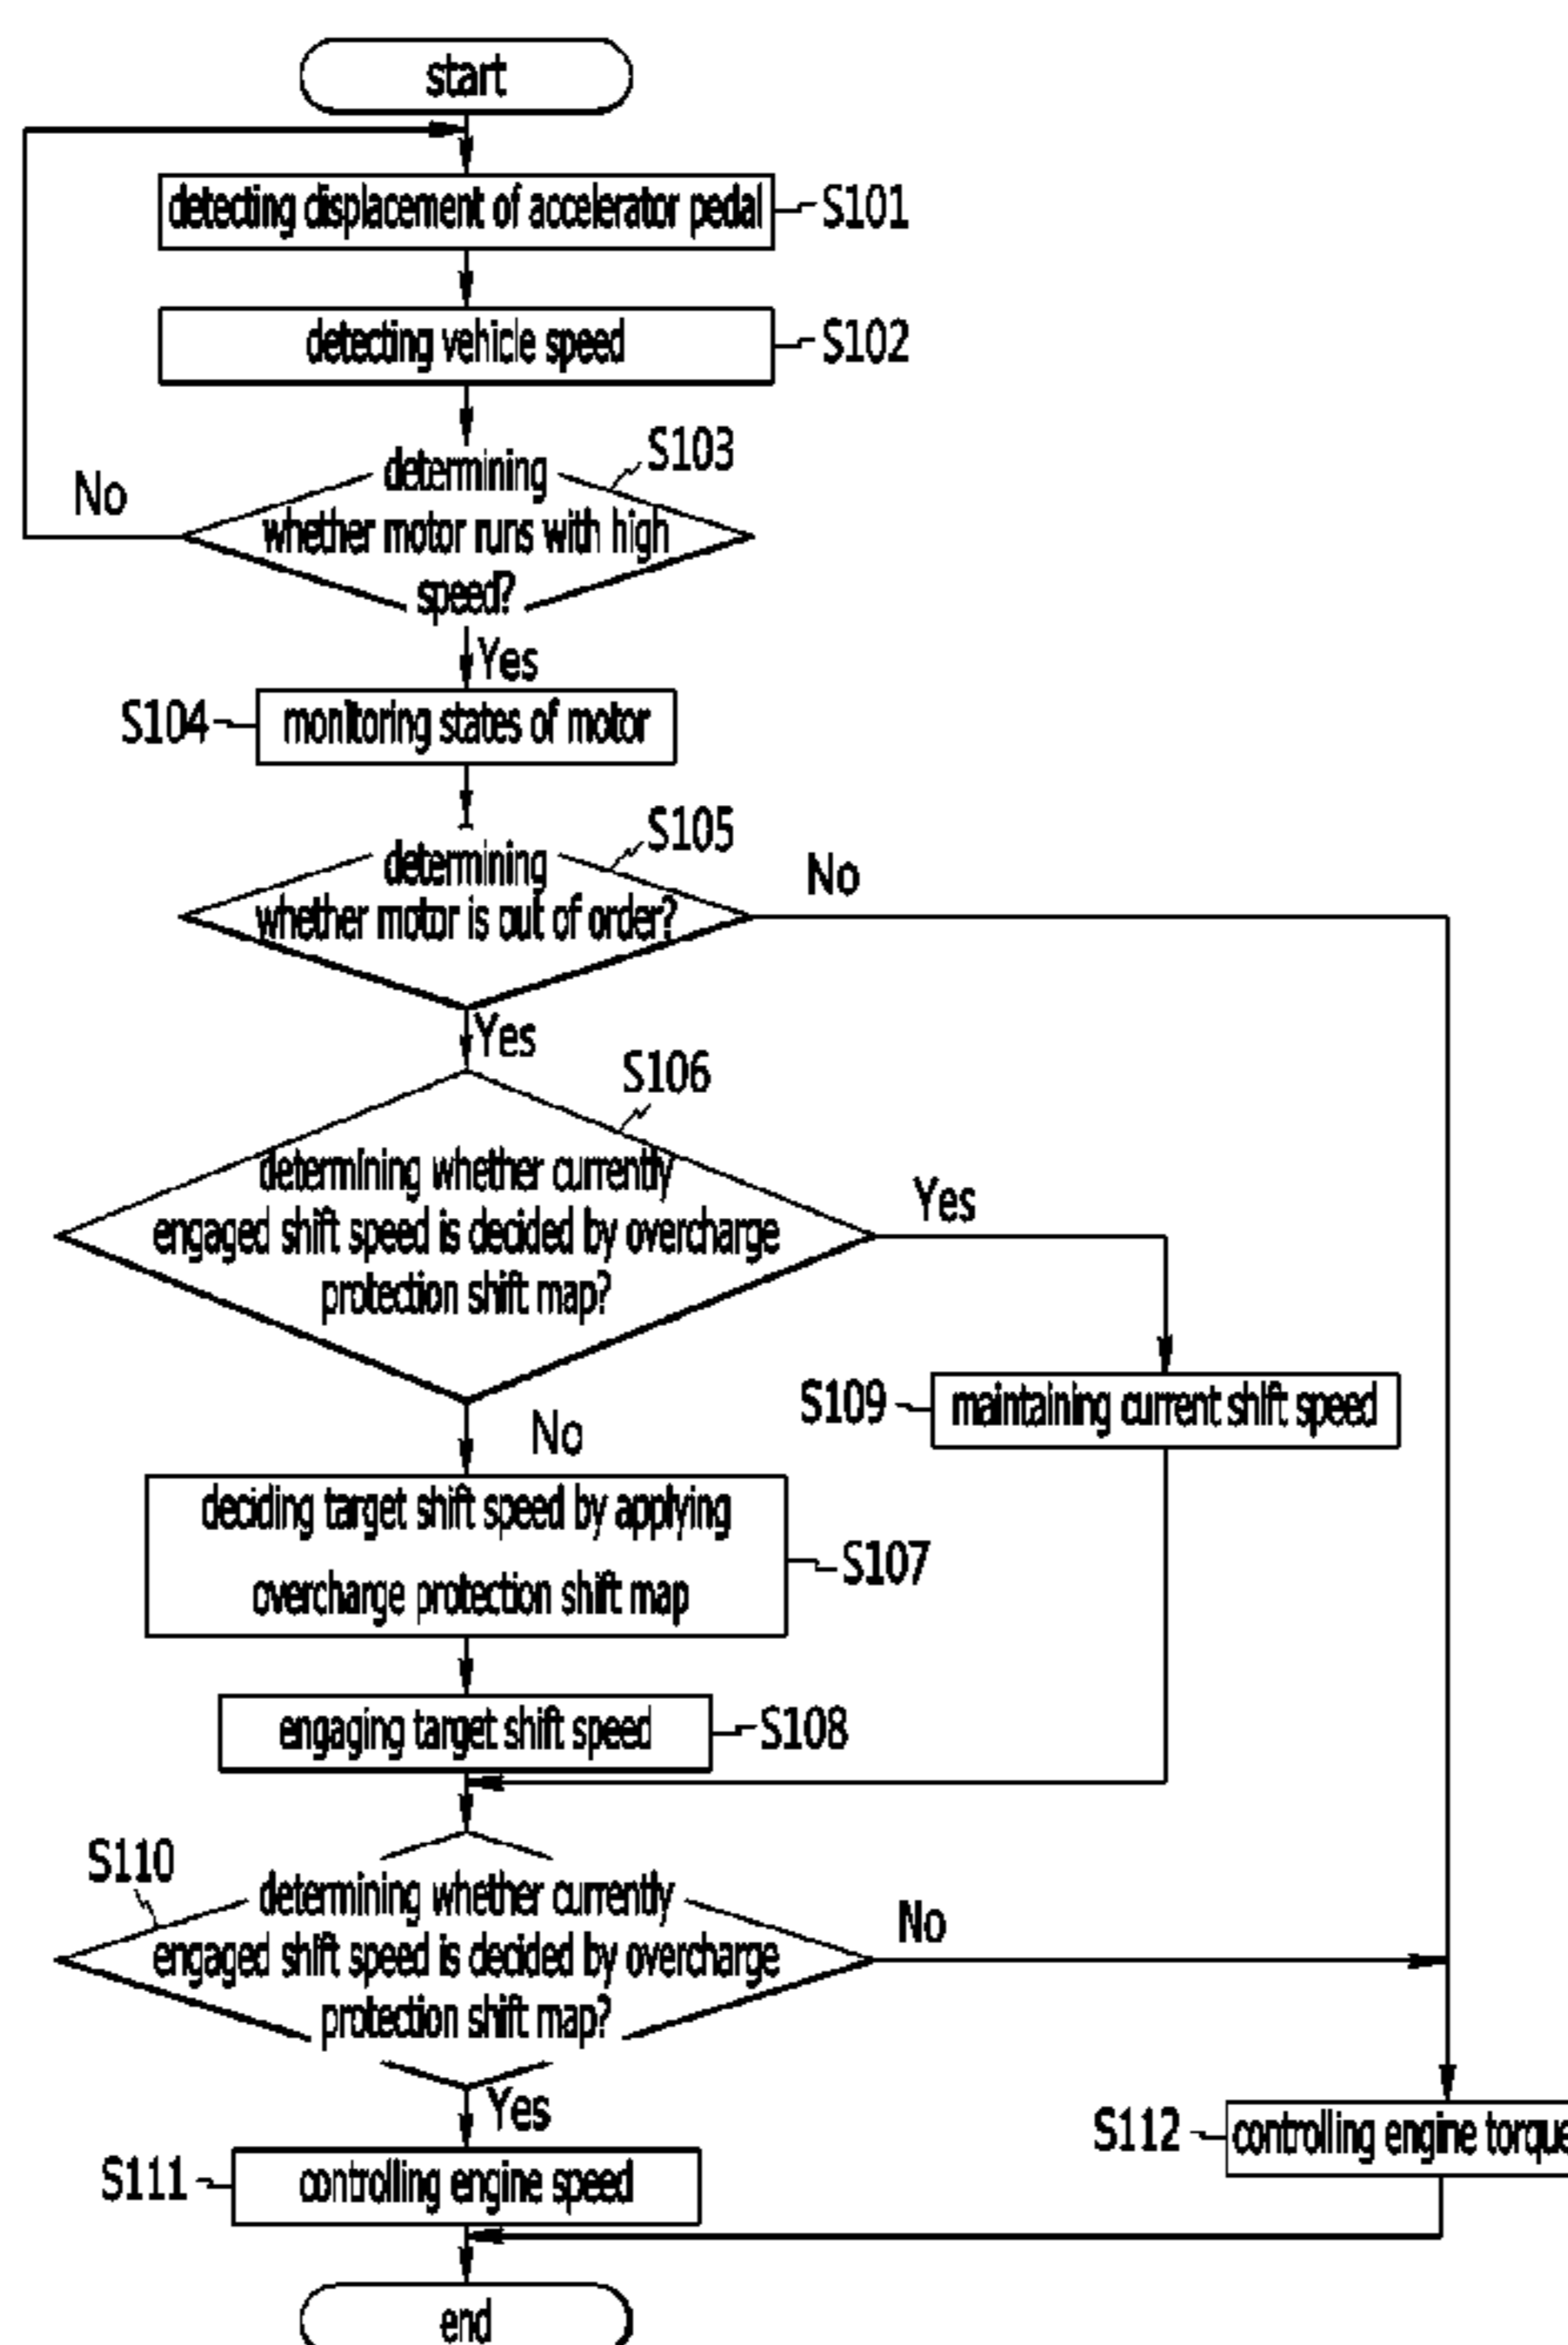 start
detecting displacement of accelerator pedal
S101
detecting vehicle speed
S102
S103
determining
whether motor runs with high
speed?
No
Yes
S104
monitoring states of motor
S105
determining
whether motor is out of order?
No
Yes
S106
determining whether currently
engaged shift speed is decided by overcharge
protection shift map?
Yes
S109
maintaining current shift speed
No
deciding target shift speed by applying
overcharge protection shift map
S107
engaging target shift speed
S108
S110
determining whether currently
engaged shift speed is decided by overcharge
protection shift map?
No
Yes
S112
controlling engine torque
S111
controlling engine speed
end